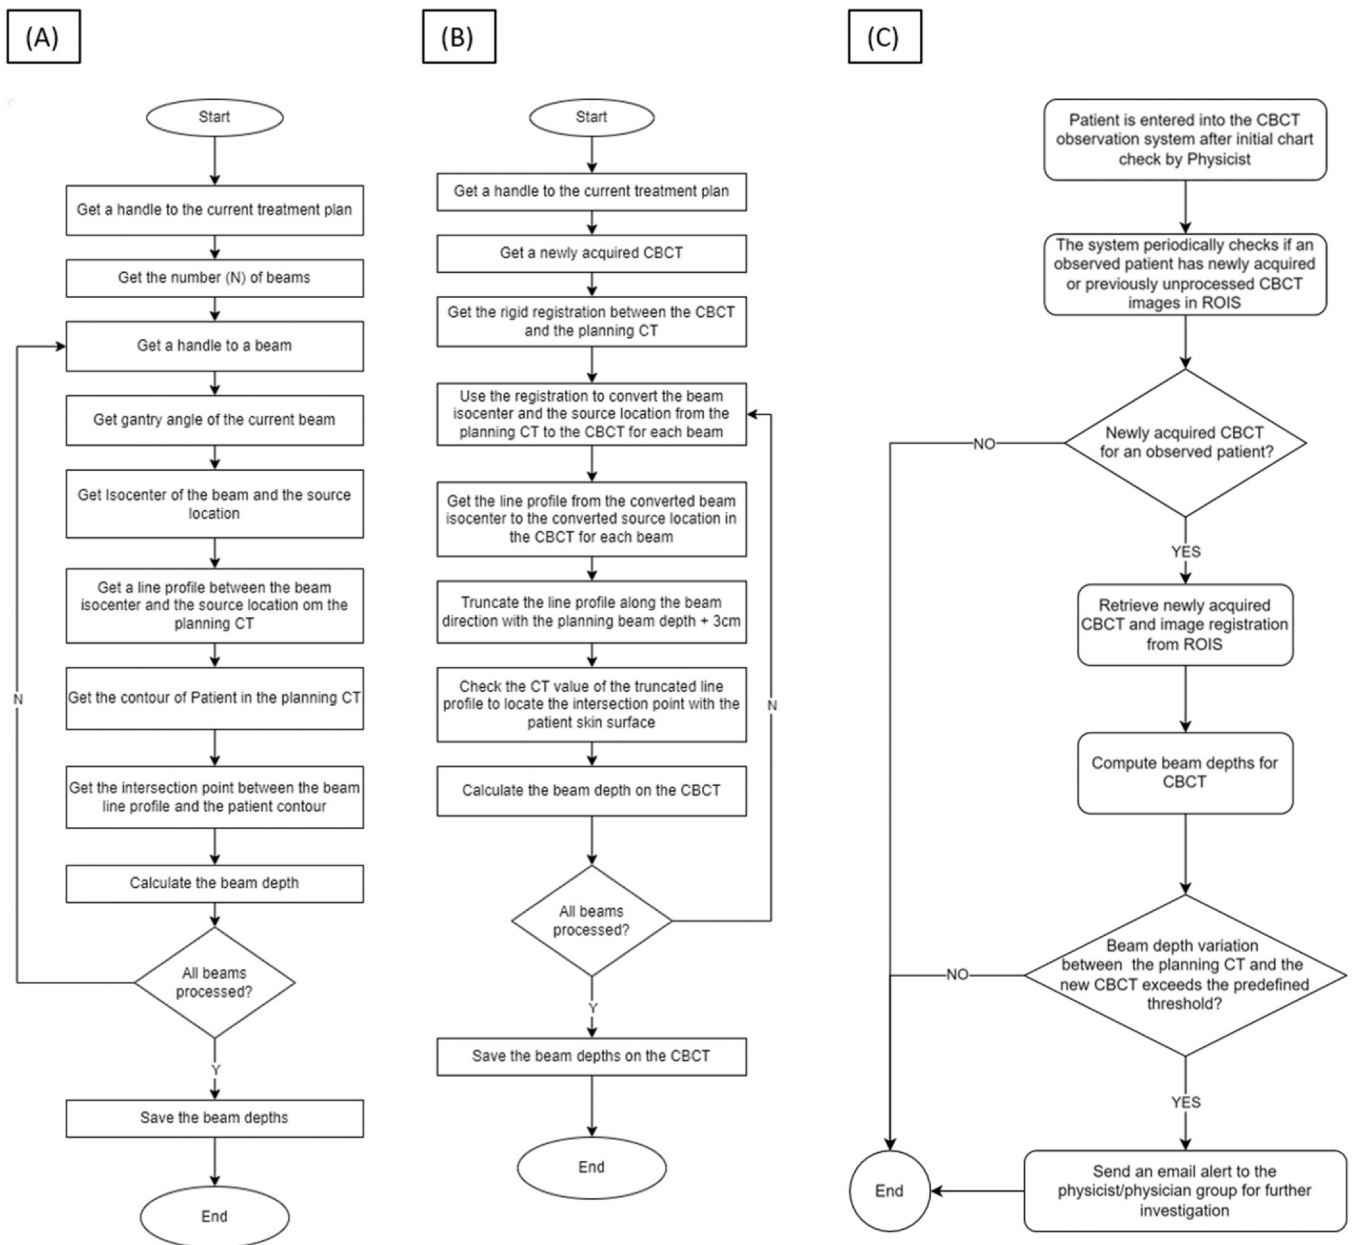 (A)
Start
Get a handle to the current treatment plan
Get the number (N) of beams
Get a handle to a beam
Get gantry angle of the current beam
Get Isocenter of the beam and the source
location
Get a line profile between the beam
isocenter and the source location om the
planning CT
Get the contour of Patient in the planning CT
Get the intersection point between the beam
line profile and the patient contour
Calculate the beam depth
All beams
processed?
N
Y
Save the beam depths
End
(B)
Start
Get a handle to the current treatment plan
Get a newly acquired CBCT
Get the rigid registration between the CBCT
and the planning CT
Use the registration to convert the beam
isocenter and the source location from the
planning CT to the CBCT for each beam
Get the line profile from the converted beam
isocenter to the converted source location in
the CBCT for each beam
Truncate the line profile along the beam
direction with the planning beam depth + 3cm
Check the CT value of the truncated line
profile to locate the intersection point with the
patient skin surface
Calculate the beam depth on the CBCT
All beams
processed?
N
Y
Save the beam depths on the CBCT
End
(C)
Patient is entered into the CBCT
observation system after initial chart
check by Physicist
The system periodically checks if an
observed patient has newly acquired
or previously unprocessed CBCT
images in ROIS
Newly acquired CBCT
for an observed patient?
NO
YES
Retrieve newly acquired
CBCT and image registration
from ROIS
Compute beam depths for
CBCT
Beam depth variation
between the planning CT and the
new CBCT exceeds the predefined
threshold?
NO
YES
Send an email alert to the
physicist/physician group for further
investigation
End